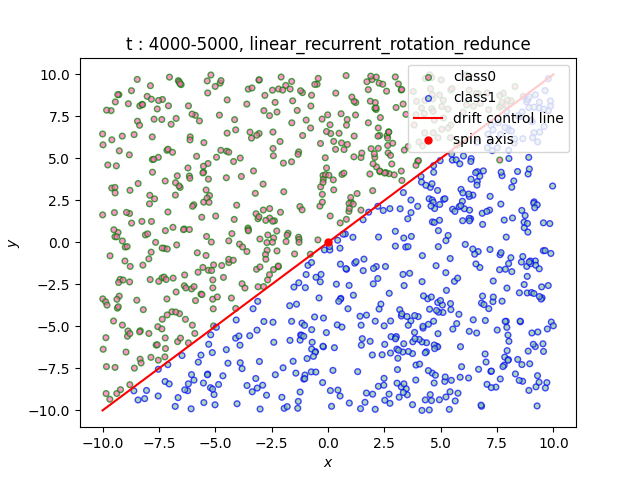 t : 4000-5000, linear_recurrent_rotation_redunce
class0
class1
drift control line
spin axis
10.0
7.5
5.0
2.5
0.0
−2.5
−5.0
−7.5
−10.0
y
−10.0 −7.5 −5.0 −2.5 0.0 2.5 5.0 7.5 10.0
x